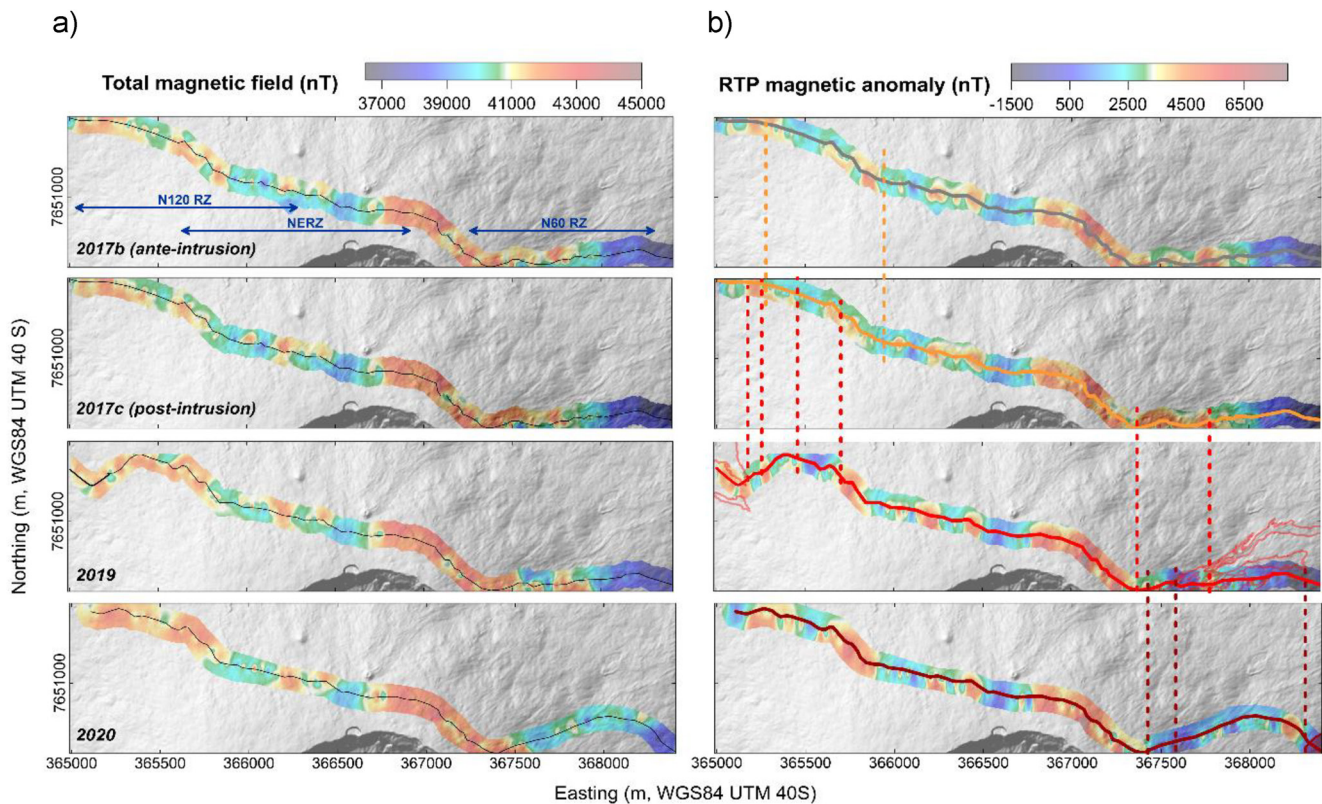 a)
b)
Total magnetic field (nT)
37000 39000 41000 43000 45000
RTP magnetic anomaly (nT)
-1500 500 2500 4500 6500
Northing (m, WGS84 UTM 40 S)
7651000
N120 RZ
NERZ
N60 RZ
2017b (ante-intrusion)
7651000
2017c (post-intrusion)
7651000
2019
7651000
2020
365000 365500 366000 366500 367000 367500 368000
365000 365500 366000 366500 367000 367500 368000
Easting (m, WGS84 UTM 40S)